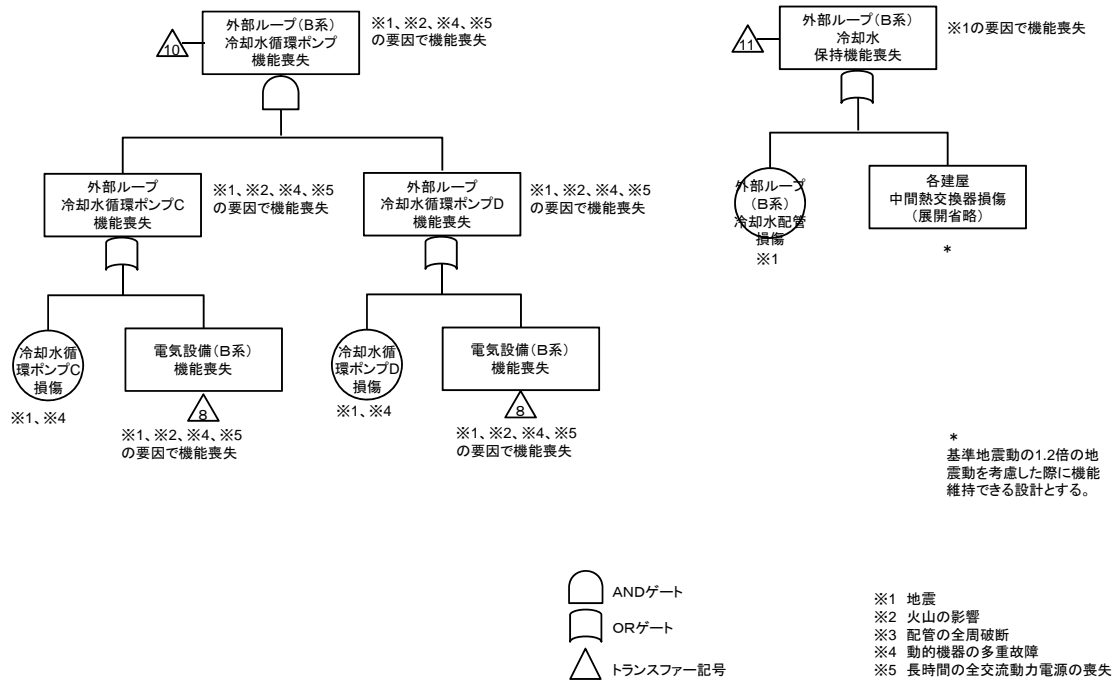 外部ループ(B系)
冷却水循環ポンプ
機能喪失
10
※1、※2、※4、※5
の要因で機能喪失
外部ループ(B系)
冷却水
保持機能喪失
11
※1の要因で機能喪失
外部ループ
冷却水循環ポンプC
機能喪失
※1、※2、※4、※5
の要因で機能喪失
外部ループ
冷却水循環ポンプD
機能喪失
※1、※2、※4、※5
の要因で機能喪失
外部ループ
(B系)
冷却水配管
損傷
※1
各建屋
中間熱交換器損傷
(展開省略)
*
冷却水循
環ポンプC
損傷
※1、※4
電気設備(B系)
機能喪失
8
※1、※2、※4、※5
の要因で機能喪失
冷却水循
環ポンプD
損傷
※1、※4
電気設備(B系)
機能喪失
8
※1、※2、※4、※5
の要因で機能喪失
*
基準地震動の1.2倍の地
震動を考慮した際に機能
維持できる設計とする。
ANDゲート
ORゲート
トランスファー記号
※1 地震
※2 火山の影響
※3 配管の全周破断
※4 動的機器の多重故障
※5 長時間の全交流動力電源の喪失